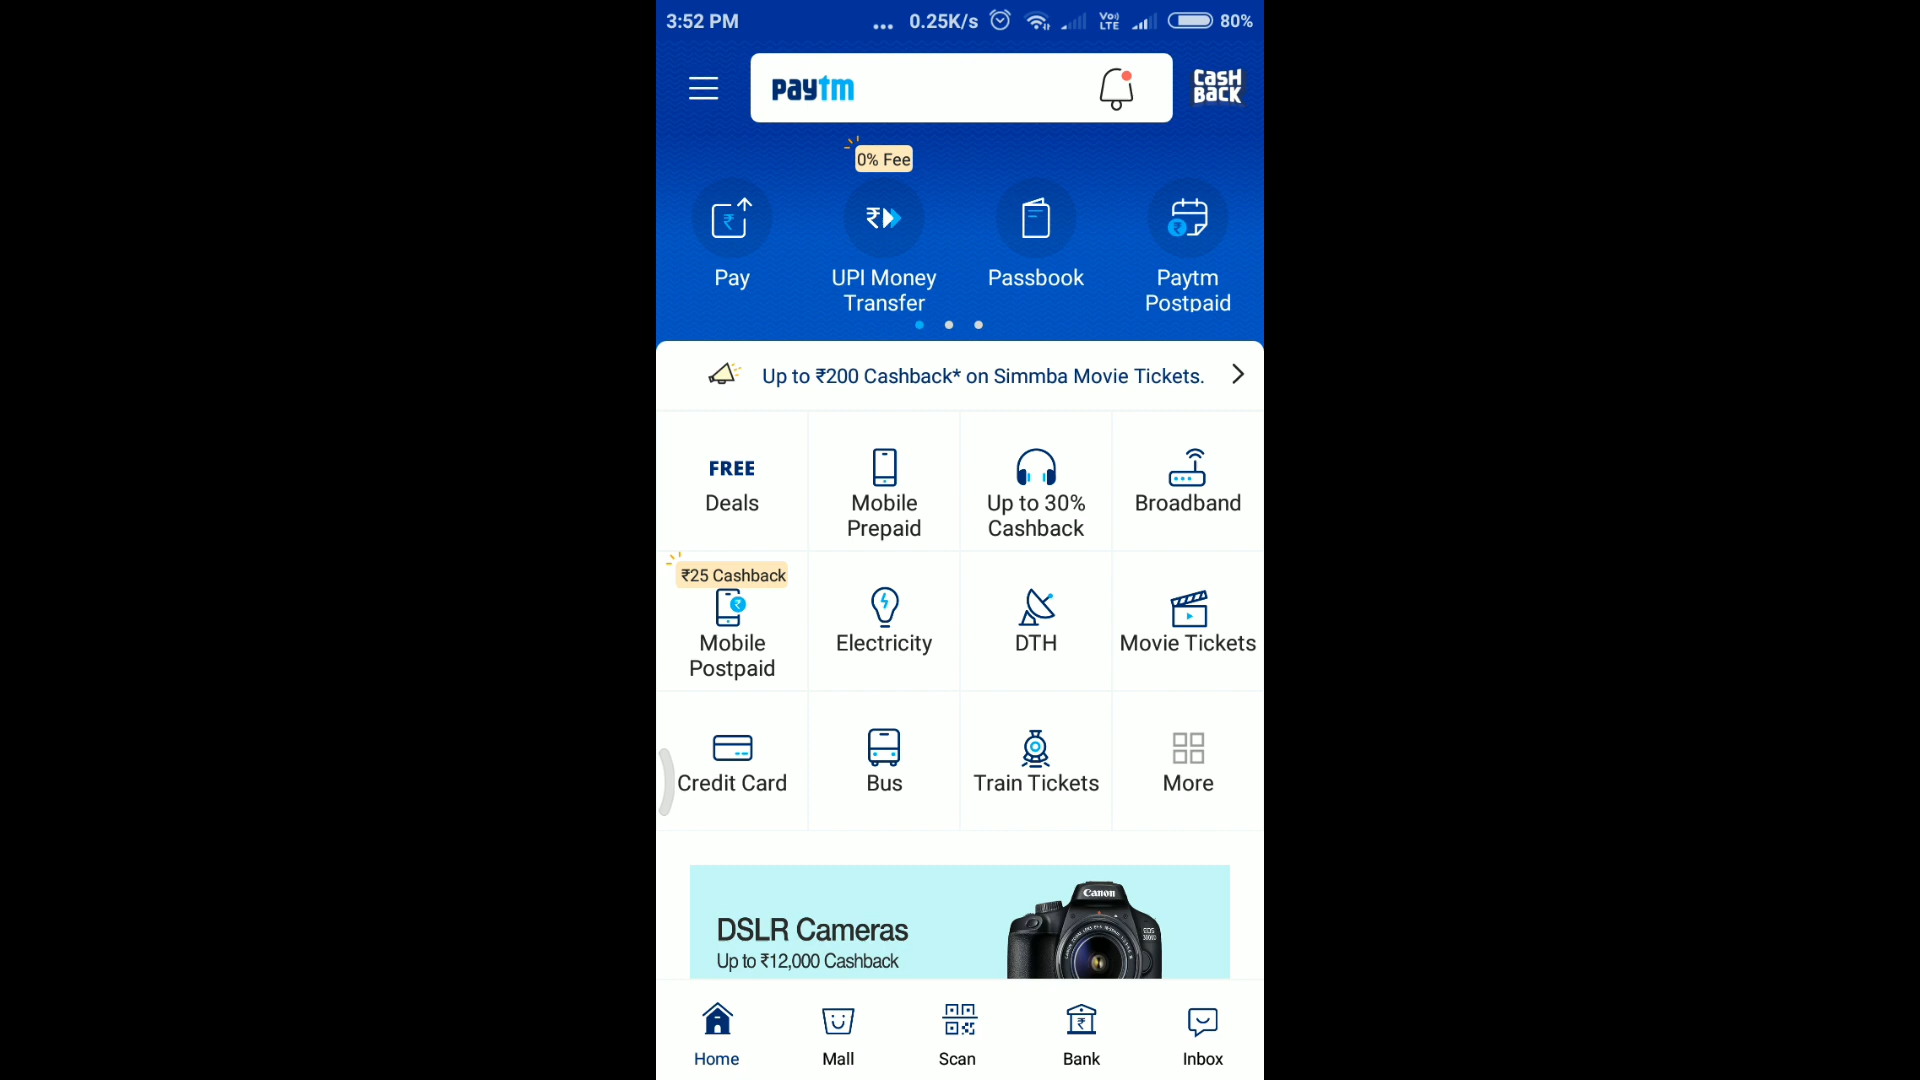 3:52 PM ... 0.25K/s Vo) LTE 80%
paytm
CASH
BACK
0% Fee
Pay
UPI Money
Transfer
Passbook
Paytm
Postpaid
Up to ₹200 Cashback* on Simmba Movie Tickets.
FREE
Deals
Mobile
Prepaid
Up to 30%
Cashback
Broadband
₹25 Cashback
Mobile
Postpaid
Electricity
DTH
Movie Tickets
Credit Card
Bus
Train Tickets
More
Canon
DSLR Cameras
Up to ₹12,000 Cashback
Home
Mall
Scan
Bank
Inbox